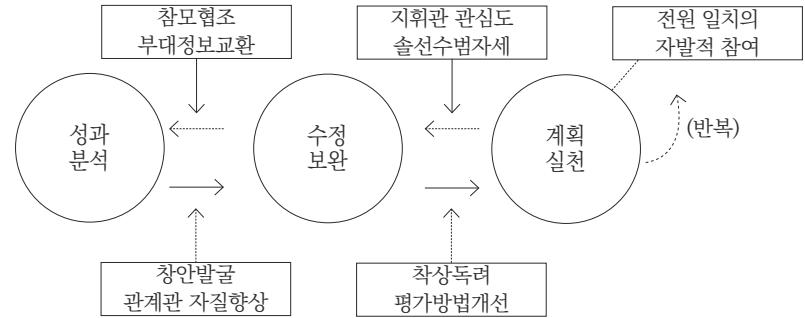 참모협조
부대정보교환
지휘관 관심도
솔선수범자세
전원 일치의
자발적 참여
성과
분석
수정
보완
계획
실천
(반복)
창안발굴
관계관 자질향상
착상독려
평가방법개선